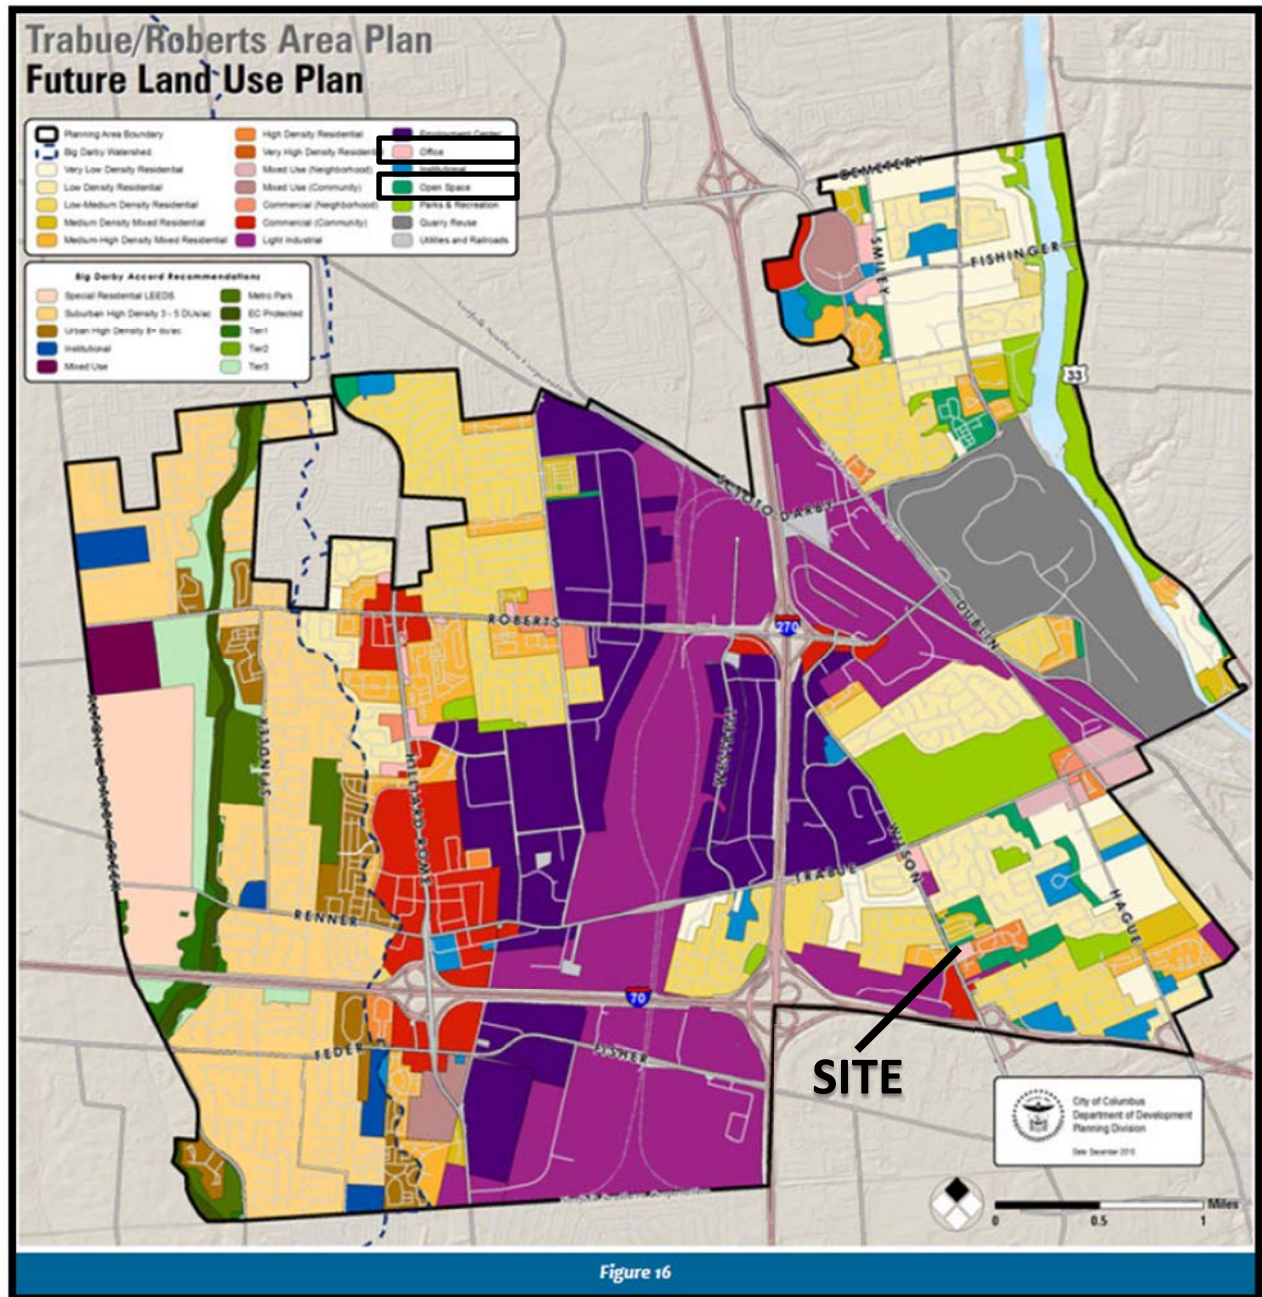 Trabue/Roberts Area Plan
Future Land Use Plan
Planning Area Boundary
Big Darby Watershed
Very Low Density Residential
Low Density Residential
Low-Medium Density Residential
Medium Density Mixed Residential
Medium-High Density Mixed Residential
High Density Residential
Very High Density Residential
Mixed Use (Neighborhood)
Mixed Use (Community)
Commercial (Neighborhood)
Commercial (Community)
Light Industrial
Employment Center
Office
Institutional
Open Space
Parks & Recreation
Quarry Reuse
Utilities and Railroads
Big Darby Accord Recommendations
Special Residential LEEDS
Suburban High Density 3 - 5 DUs/ac
Urban High Density 8+ du/ac
Institutional
Mixed Use
Metro Park
EC Protected
Tier1
Tier2
Tier3
CEMETERY
SMILEY
FISHINGER
33
SCIOTO DARBY
ROBERTS
270
DUBLIN
SPINDLER
HILLIARD ROME
WILSON
TRABUE
HAGUE
RENNER
70
FEDER
FISHER
SITE
City of Columbus
Department of Development
Planning Division
Date: December 2010
Miles
0
0.5
1
Figure 16